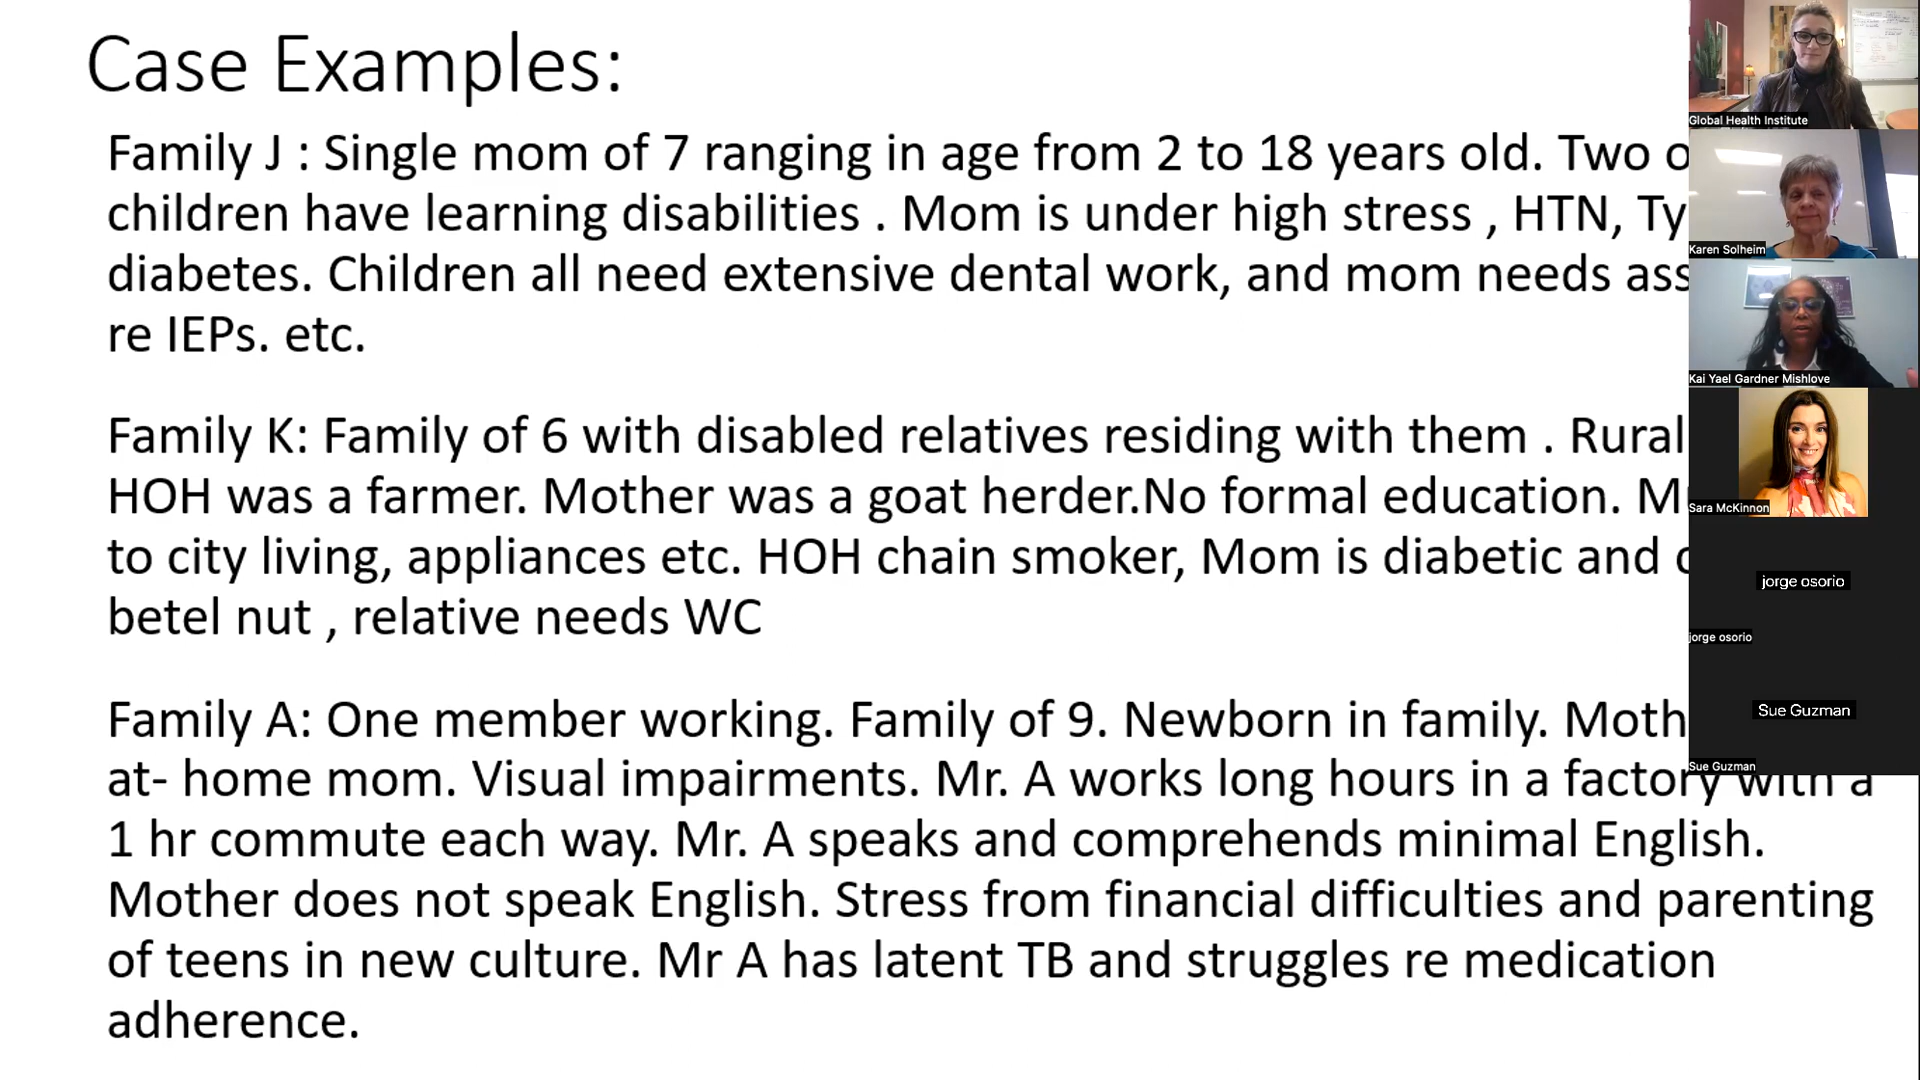 Case Examples:
Family J : Single mom of 7 ranging in age from 2 to 18 years old. Two
children have learning disabilities . Mom is under high stress , HTN,
diabetes. Children all need extensive dental work, and mom needs
re IEPs. etc.
Family K: Family of 6 with disabled relatives residing with them . Rural
HOH was a farmer. Mother was a goat herder.No formal education.
to city living, appliances etc. HOH chain smoker, Mom is diabetic and
betel nut , relative needs WC
Family A: One member working. Family of 9. Newborn in family.
at- home mom. Visual impairments. Mr. A works long hours in a factory with a
1 hr commute each way. Mr. A speaks and comprehends minimal English.
Mother does not speak English. Stress from financial difficulties and parenting
of teens in new culture. Mr A has latent TB and struggles re medication
adherence.
Global Health Institute
Karen Solheim
Kai Yael Gardner Mishlove
Sara McKinnon
jorge osorio
jorge osorio
Sue Guzman
Sue Guzman